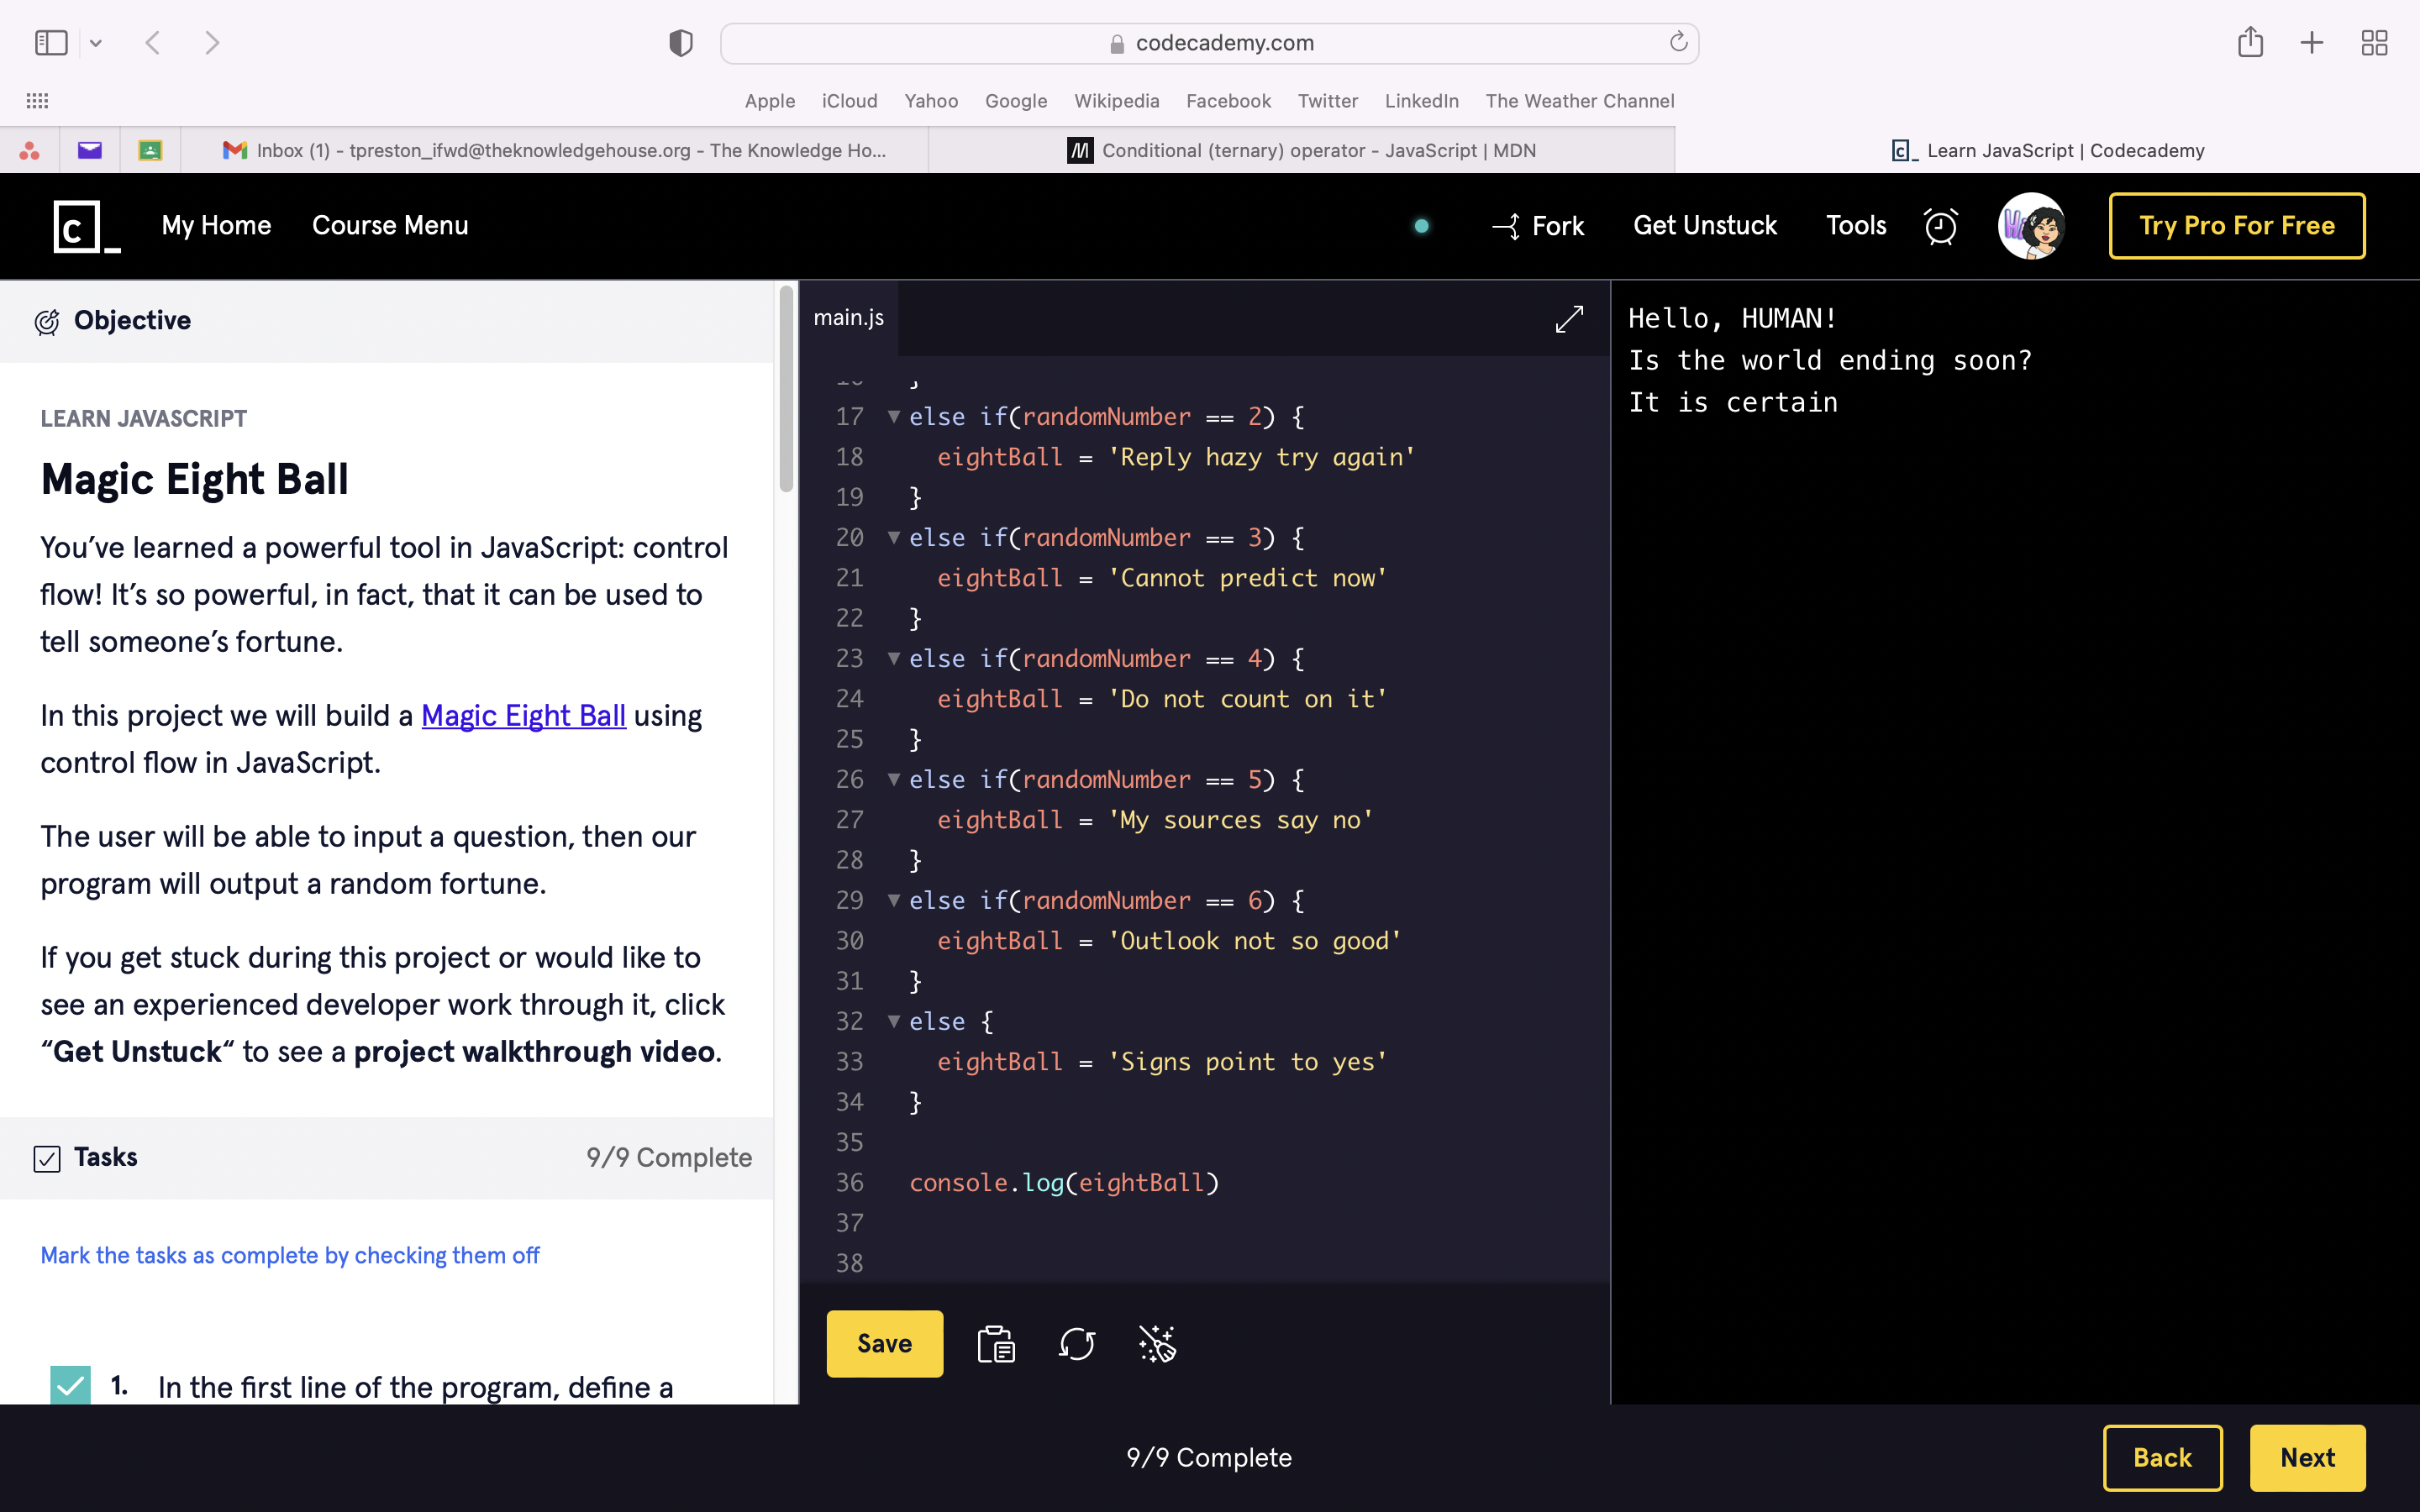 codecademy.com
Apple iCloud Yahoo Google Wikipedia Facebook Twitter LinkedIn The Weather Channel
Inbox (1) - tpreston_ifwd@theknowledgehouse.org - The Knowledge Ho...
Conditional (ternary) operator - JavaScript | MDN
Learn JavaScript | Codecademy
My Home Course Menu Fork Get Unstuck Tools Try Pro For Free
Objective
LEARN JAVASCRIPT
Magic Eight Ball
You’ve learned a powerful tool in JavaScript: control
flow! It’s so powerful, in fact, that it can be used to
tell someone’s fortune.
In this project we will build a Magic Eight Ball using
control flow in JavaScript.
The user will be able to input a question, then our
program will output a random fortune.
If you get stuck during this project or would like to
see an experienced developer work through it, click
“Get Unstuck“ to see a project walkthrough video.
Tasks 9/9 Complete
Mark the tasks as complete by checking them off
1. In the first line of the program, define a
main.js
17 else if(randomNumber == 2) {
18 eightBall = 'Reply hazy try again'
19 }
20 else if(randomNumber == 3) {
21 eightBall = 'Cannot predict now'
22 }
23 else if(randomNumber == 4) {
24 eightBall = 'Do not count on it'
25 }
26 else if(randomNumber == 5) {
27 eightBall = 'My sources say no'
28 }
29 else if(randomNumber == 6) {
30 eightBall = 'Outlook not so good'
31 }
32 else {
33 eightBall = 'Signs point to yes'
34 }
35
36 console.log(eightBall)
37
38
Save
Hello, HUMAN!
Is the world ending soon?
It is certain
9/9 Complete
Back Next